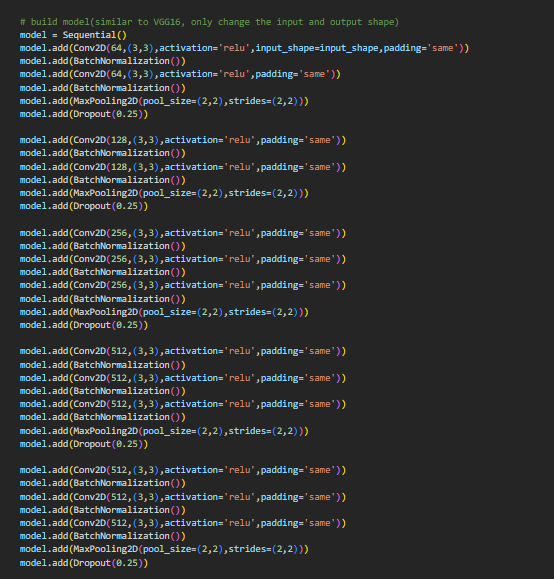 # build model(similar to VGG16, only change the input and output shape)
model = Sequential()
model.add(Conv2D(64,(3,3),activation='relu',input_shape=input_shape,padding='same'))
model.add(BatchNormalization())
model.add(Conv2D(64,(3,3),activation='relu',padding='same'))
model.add(BatchNormalization())
model.add(MaxPooling2D(pool_size=(2,2),strides=(2,2)))
model.add(Dropout(0.25))

model.add(Conv2D(128,(3,3),activation='relu',padding='same'))
model.add(BatchNormalization())
model.add(Conv2D(128,(3,3),activation='relu',padding='same'))
model.add(BatchNormalization())
model.add(MaxPooling2D(pool_size=(2,2),strides=(2,2)))
model.add(Dropout(0.25))

model.add(Conv2D(256,(3,3),activation='relu',padding='same'))
model.add(BatchNormalization())
model.add(Conv2D(256,(3,3),activation='relu',padding='same'))
model.add(BatchNormalization())
model.add(Conv2D(256,(3,3),activation='relu',padding='same'))
model.add(BatchNormalization())
model.add(MaxPooling2D(pool_size=(2,2),strides=(2,2)))
model.add(Dropout(0.25))

model.add(Conv2D(512,(3,3),activation='relu',padding='same'))
model.add(BatchNormalization())
model.add(Conv2D(512,(3,3),activation='relu',padding='same'))
model.add(BatchNormalization())
model.add(Conv2D(512,(3,3),activation='relu',padding='same'))
model.add(BatchNormalization())
model.add(MaxPooling2D(pool_size=(2,2),strides=(2,2)))
model.add(Dropout(0.25))

model.add(Conv2D(512,(3,3),activation='relu',padding='same'))
model.add(BatchNormalization())
model.add(Conv2D(512,(3,3),activation='relu',padding='same'))
model.add(BatchNormalization())
model.add(Conv2D(512,(3,3),activation='relu',padding='same'))
model.add(BatchNormalization())
model.add(MaxPooling2D(pool_size=(2,2),strides=(2,2)))
model.add(Dropout(0.25))